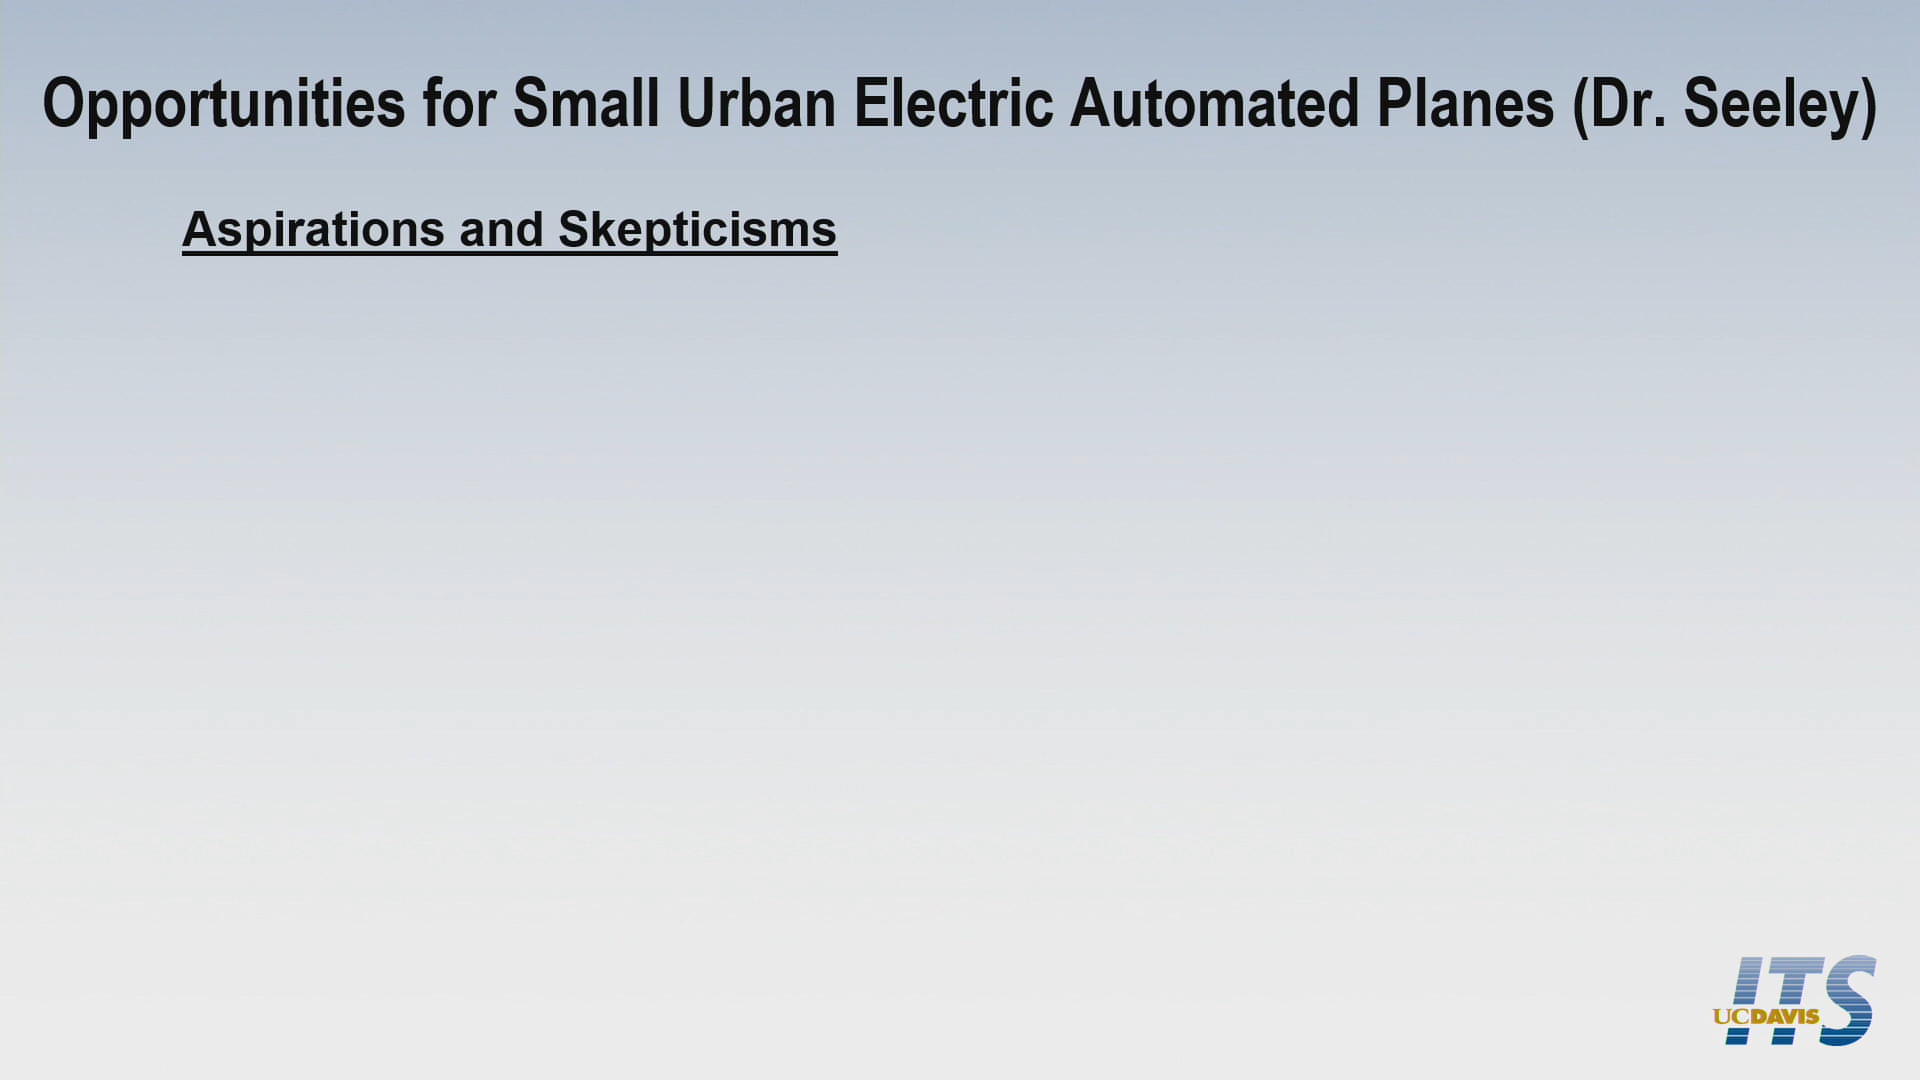 Opportunities for Small Urban Electric Automated Planes (Dr. Seeley)
Aspirations and Skepticisms
ITS
UCDAVIS